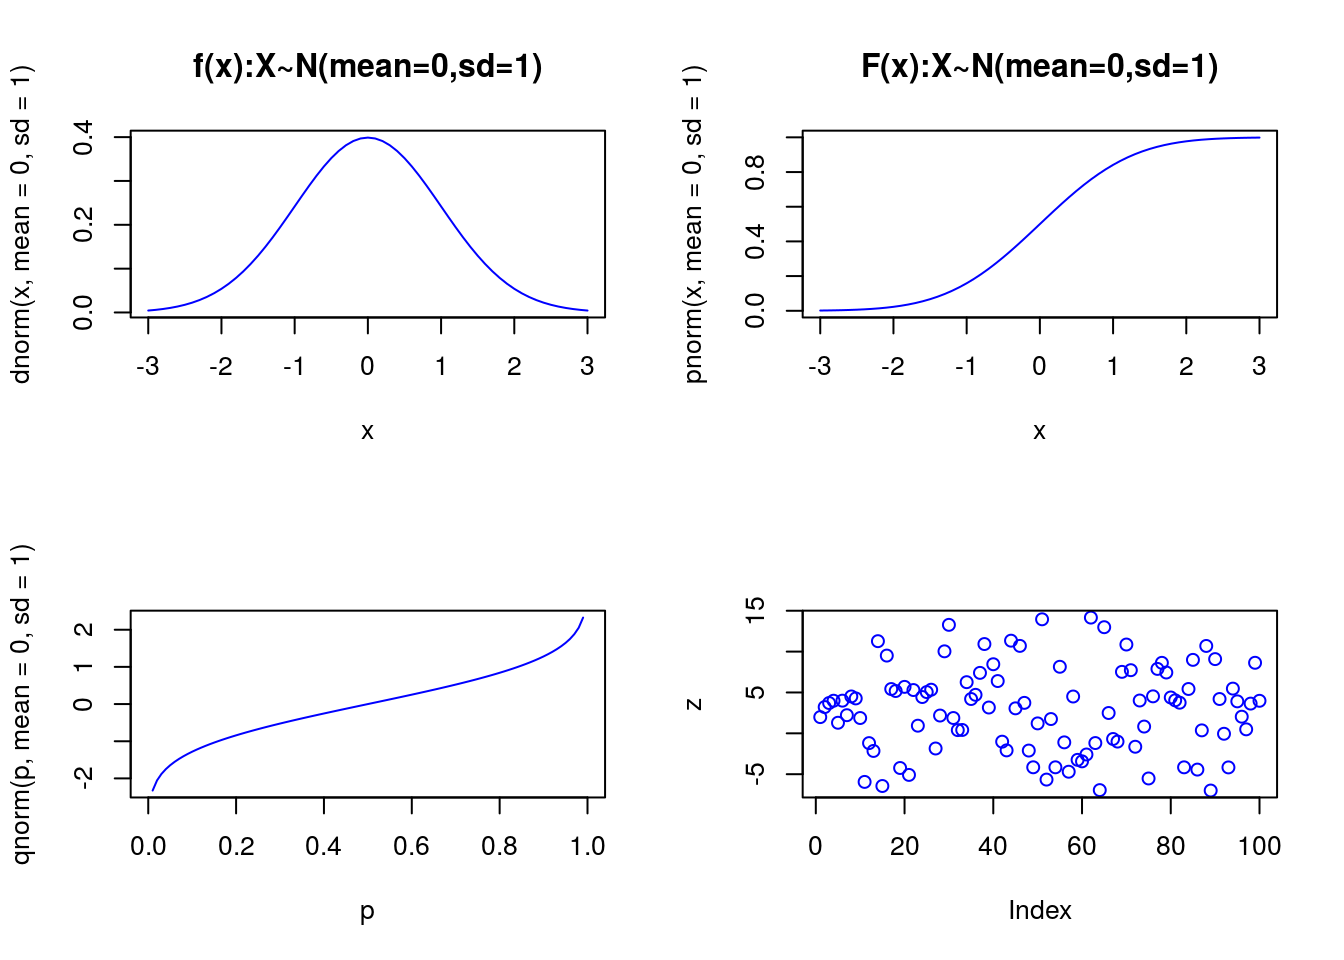 f(x):X~N(mean=0,sd=1)
dnorm(x, mean = 0, sd = 1)
0.4
0.2
0.0
-3 -2 -1 0 1 2 3
x
F(x):X~N(mean=0,sd=1)
pnorm(x, mean = 0, sd = 1)
0.8
0.4
0.0
-3 -2 -1 0 1 2 3
x
qnorm(p, mean = 0, sd = 1)
2
1
0
-2
0.0 0.2 0.4 0.6 0.8 1.0
p
z
15
5
-5
0 20 40 60 80 100
Index